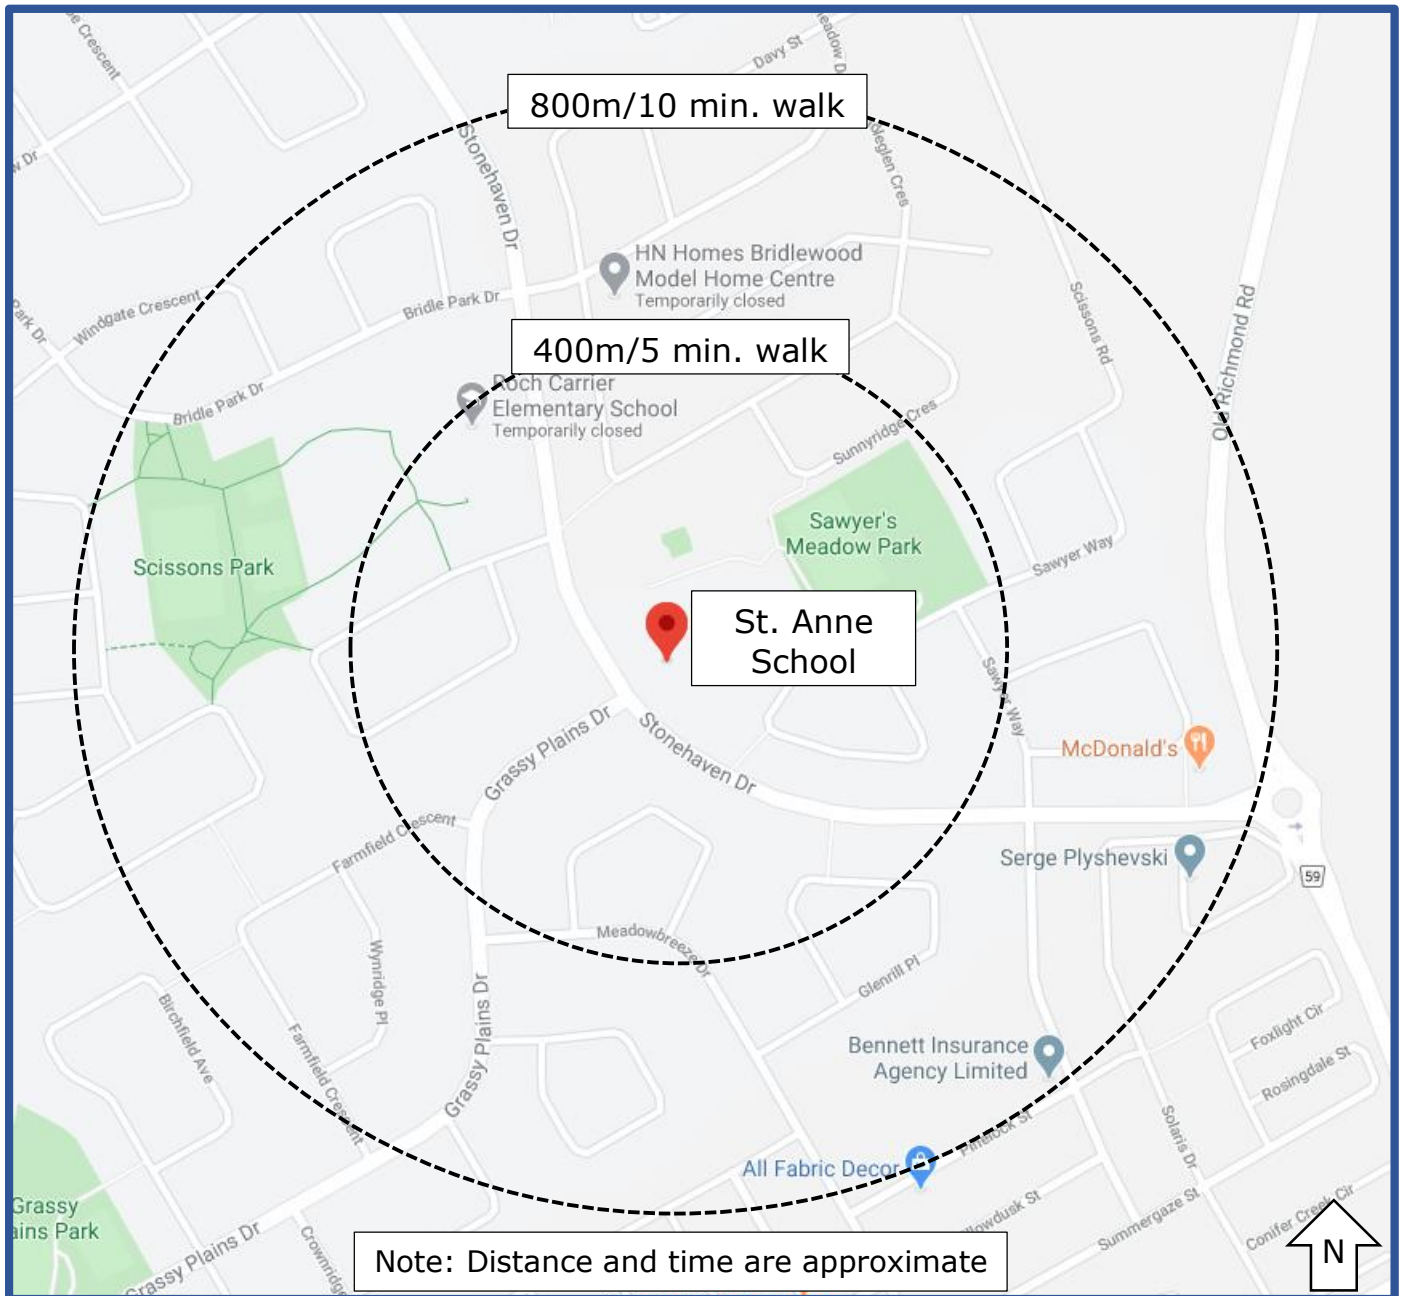 Crescent
Davy St
800m/10 min. walk
Stonehaven Dr
HN Homes Bridlewood
Model Home Centre
Temporarily closed
Scissons Rd
Old Richmond Rd
Windgate Crescent
Bridle Park Dr
Park Dr
400m/5 min. walk
Roch Carrier
Elementary School
Temporarily closed
Bridle Park Dr
Sunnyridge Cres
Sawyer's
Meadow Park
Scissons Park
Sawyer Way
St. Anne
School
Sawyer Way
Grassy Plains Dr
Stonehaven Dr
McDonald's
Farmfield Crescent
Serge Plyshevski
59
Meadowbreeze Dr
Wynridge Pl
Glenrill Pl
Birchfield Ave
Farmfield Crescent
Grassy Plains Dr
Bennett Insurance
Agency Limited
Foxlight Cir
Rosingdale St
Solaris Dr
All Fabric Decor
Grassy
ains Park
Summergaze St
Conifer Creek Cir
Grassy Plains Dr
Crownridge
Note: Distance and time are approximate
N